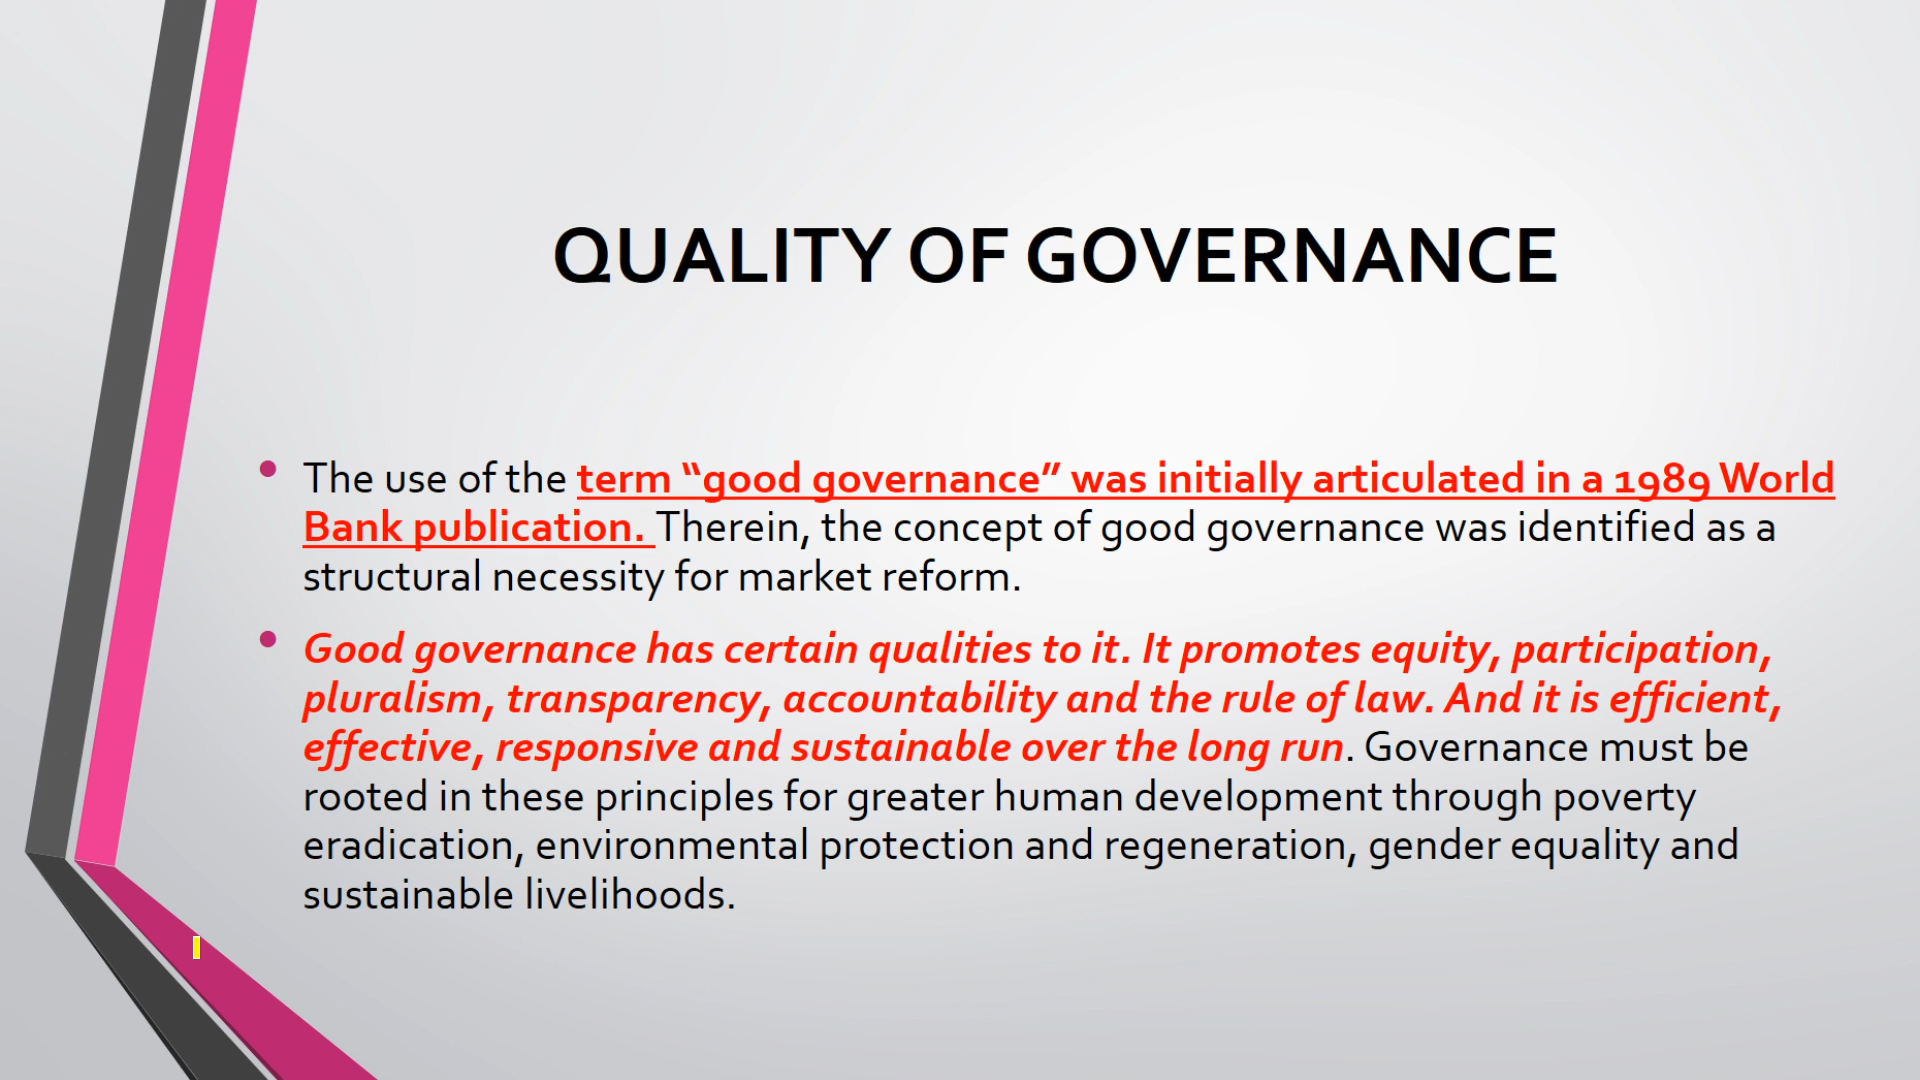 QUALITY OF GOVERNANCE
• The use of the term “good governance” was initially articulated in a 1989 World
Bank publication. Therein, the concept of good governance was identified as a
structural necessity for market reform.
• Good governance has certain qualities to it. It promotes equity, participation,
pluralism, transparency, accountability and the rule of law. And it is efficient,
effective, responsive and sustainable over the long run. Governance must be
rooted in these principles for greater human development through poverty
eradication, environmental protection and regeneration, gender equality and
sustainable livelihoods.